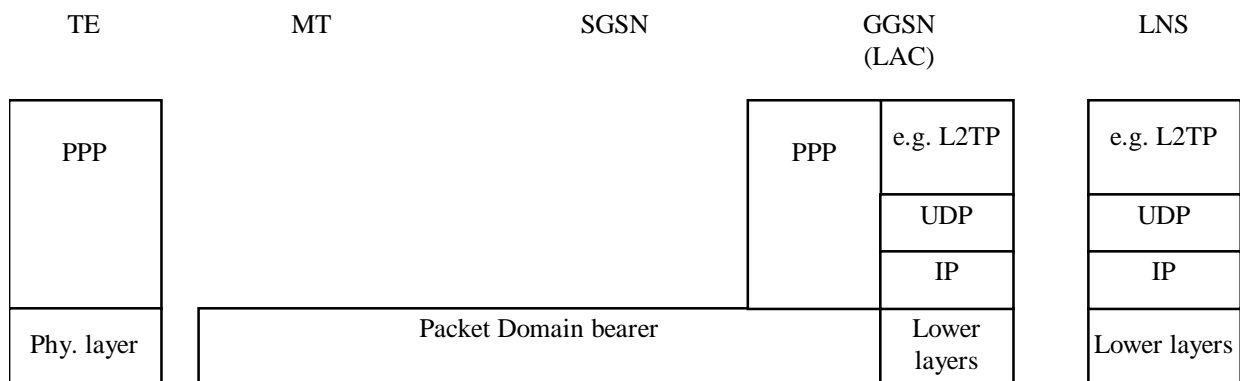 TE MT SGSN GGSN LNS
(LAC)
PPP PPP e.g. L2TP e.g. L2TP
UDP UDP
IP IP
Phy. layer Packet Domain bearer Lower Lower layers
layers